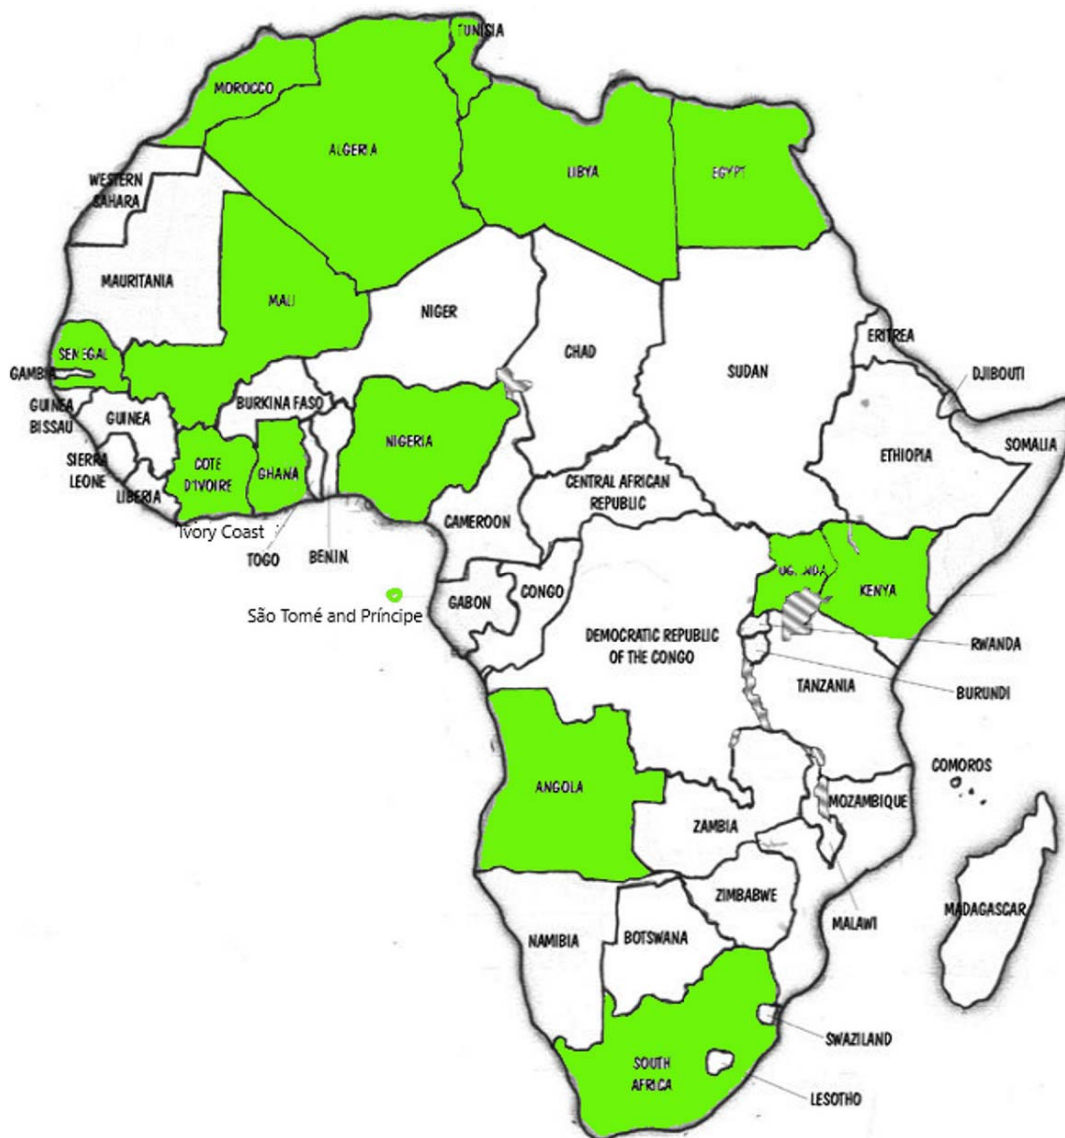 TUNISIA
MOROCCO
ALGERIA
LIBYA
EGYPT
WESTERN
SAHARA
MAURITANIA
MALI
NIGER
CHAD
SUDAN
ERITREA
DJIBOUTI
SENEGAL
GAMBIA
GUINEA
BISSAU
GUINEA
BURKINA FASO
NIGERIA
SIERRA
LEONE
LIBERIA
COTE
D'IVOIRE
Ivory Coast
GHANA
TOGO
BENIN
CAMEROON
CENTRAL AFRICAN
REPUBLIC
ETHIOPIA
SOMALIA
São Tomé and Príncipe
GABON
CONGO
UGANDA
KENYA
DEMOCRATIC REPUBLIC
OF THE CONGO
RWANDA
BURUNDI
TANZANIA
ANGOLA
COMOROS
ZAMBIA
MOZAMBIQUE
MALAWI
ZIMBABWE
MADAGASCAR
NAMIBIA
BOTSWANA
SWAZILAND
SOUTH
AFRICA
LESOTHO